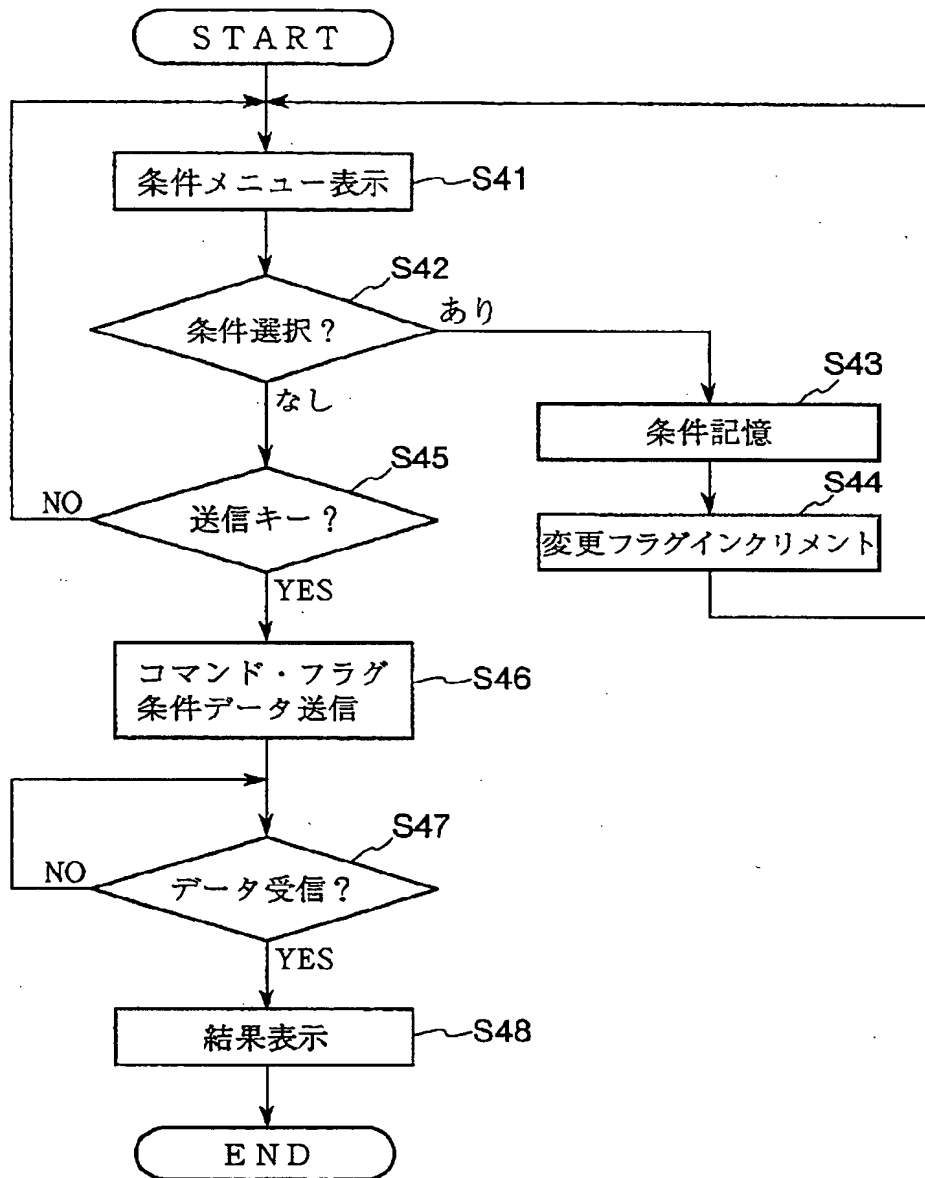 START
条件メニュー表示
S41
S42
条件選択?
あり
なし
S43
条件記憶
S44
変更フラグインクリメント
S45
送信キー?
NO
YES
コマンド・フラグ
条件データ送信
S46
S47
データ受信?
NO
YES
結果表示
S48
END